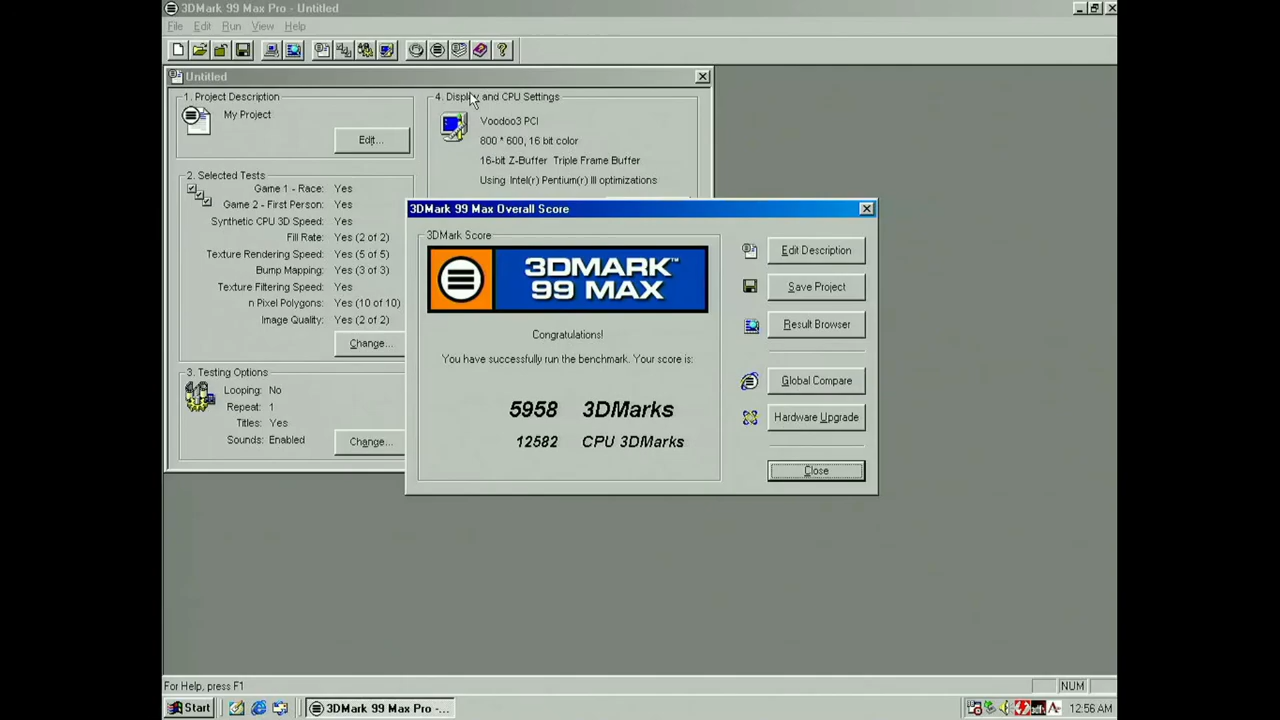 3DMark 99 Max Pro - Untitled
File Edit Run View Help
Untitled
1. Project Description
My Project
Edit...
2. Selected Tests
Game 1 - Race: Yes
Game 2 - First Person: Yes
Synthetic CPU 3D Speed: Yes
Fill Rate: Yes (2 of 2)
Texture Rendering Speed: Yes (5 of 5)
Bump Mapping: Yes (3 of 3)
Texture Filtering Speed: Yes
n Pixel Polygons: Yes (10 of 10)
Image Quality: Yes (2 of 2)
Change...
3. Testing Options
Looping: No
Repeat: 1
Titles: Yes
Sounds: Enabled
Change...
4. Display and CPU Settings
Voodoo3 PCI
800 * 600, 16 bit color
16-bit Z-Buffer Triple Frame Buffer
Using Intel(r) Pentium(r) III optimizations
3DMark 99 Max Overall Score
3DMark Score
3DMARK™
99 MAX
Congratulations!
You have successfully run the benchmark. Your score is:
5958 3DMarks
12582 CPU 3DMarks
Edit Description
Save Project
Result Browser
Global Compare
Hardware Upgrade
Close
For Help, press F1
NUM
Start
3DMark 99 Max Pro -...
12:56 AM